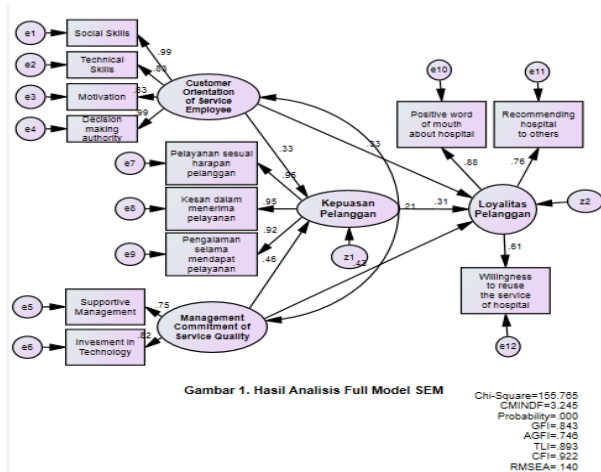 e1
Social Skills
.99
e2
Technical
Skills
.83
e3
Motivation
.83
e4
Decision
making
authority
.99
Customer
Orientation
of Service
Employee
e10
e11
Positive word
of mouth
about hospital
Recommending
hospital
to others
.88
.76
.33
.33
e7
Pelayanan sesuai
harapan
pelanggan
.95
e8
Kesan dalam
menerima
pelayanan
.95
e9
Pengalaman
selama
mendapat
pelayanan
.92
.46
Kepuasan
Pelanggan
.21
.31
Loyalitas
Pelanggan
z2
z1
.43
.61
e5
Supportive
Management
.75
e6
Invesment in
Technology
.82
Management
Commitment of
Service Quality
Willingness
to reuse
the service
of hospital
e12
Gambar 1. Hasil Analisis Full Model SEM
Chi-Square=155.765
CMINDF=3.245
Probability=.000
GFI=.843
AGFI=.746
TLI=.893
CFI=.922
RMSEA=.140